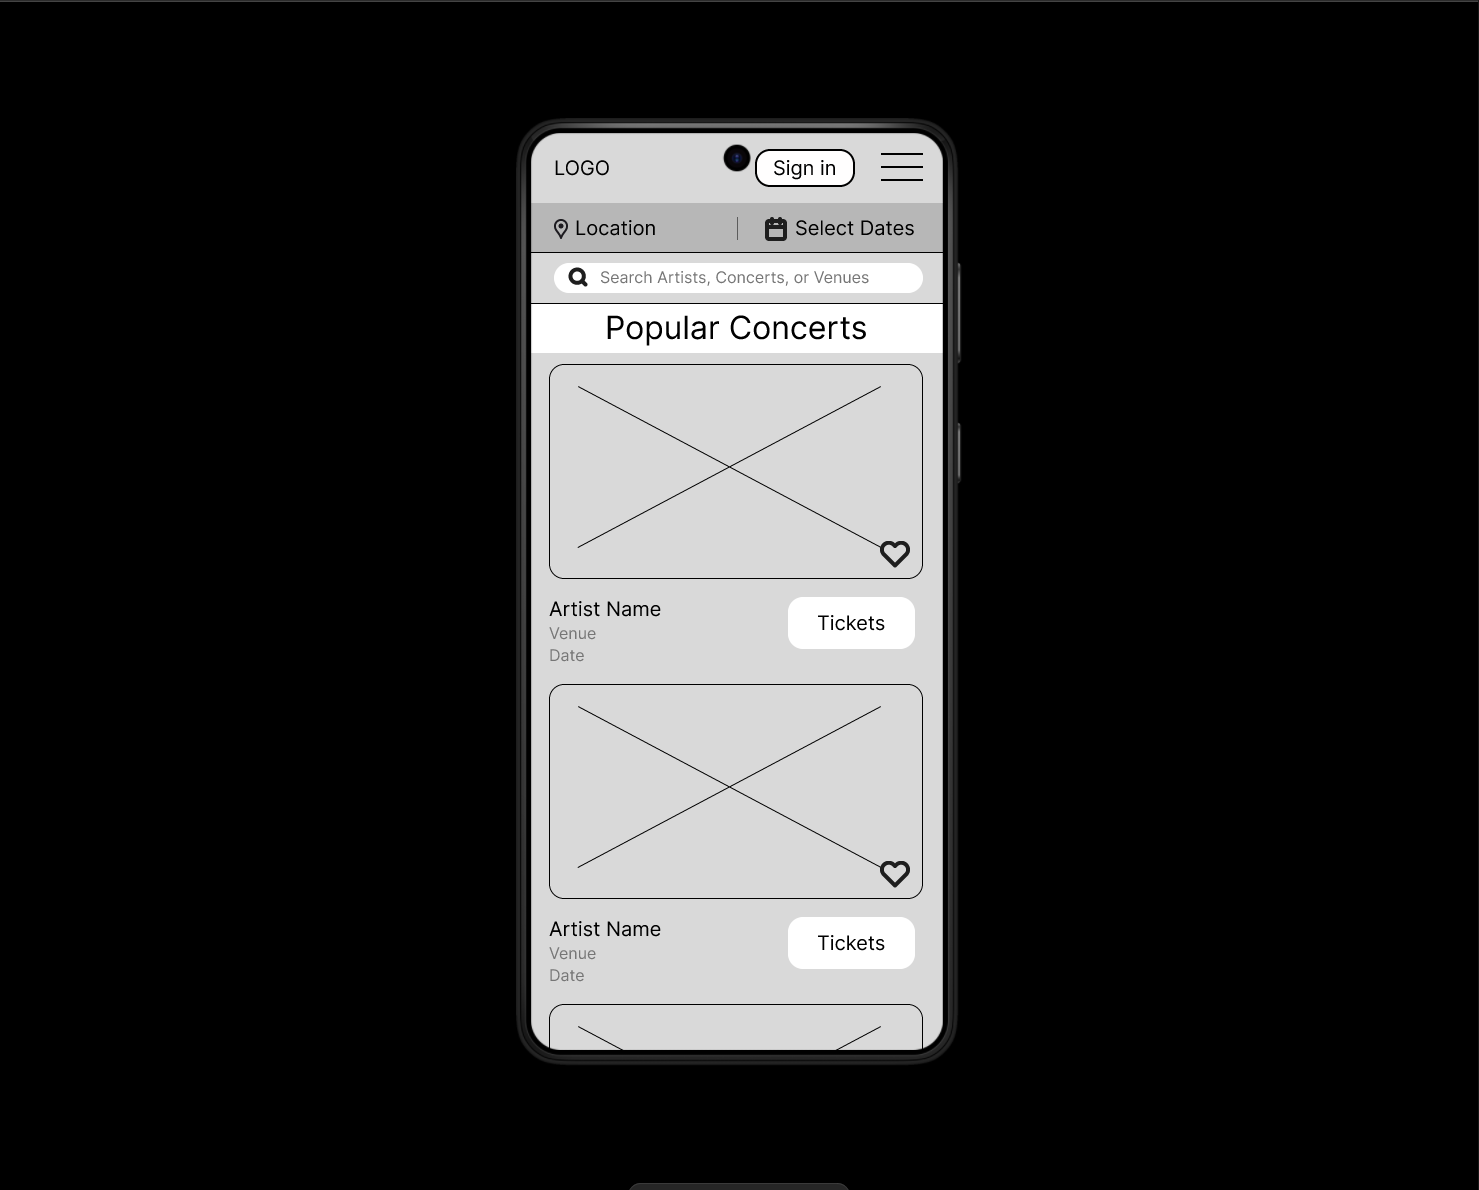 LOGO
Sign in
Location
Select Dates
Search Artists, Concerts, or Venues
Popular Concerts
Artist Name
Venue
Date
Tickets
Artist Name
Venue
Date
Tickets